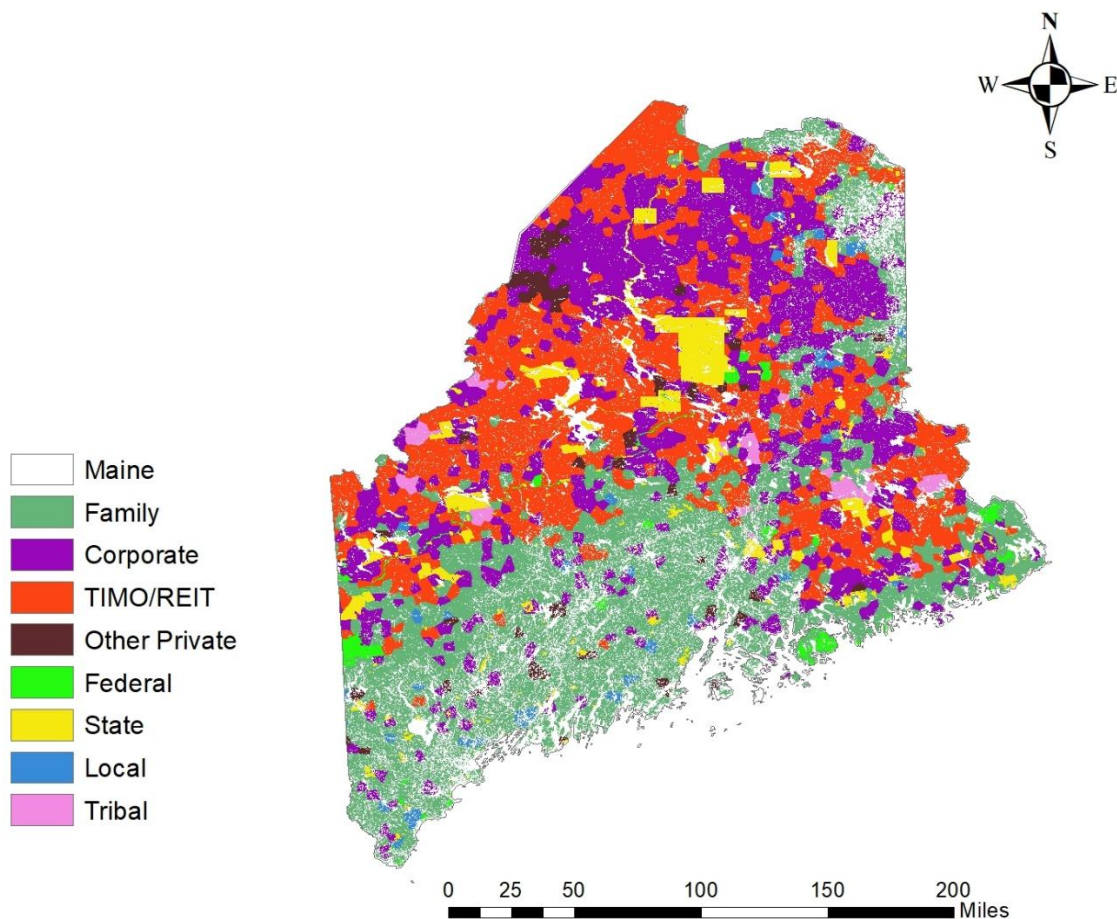 N
W E
S
Maine
Family
Corporate
TIMO/REIT
Other Private
Federal
State
Local
Tribal
0 25 50 100 150 200
Miles